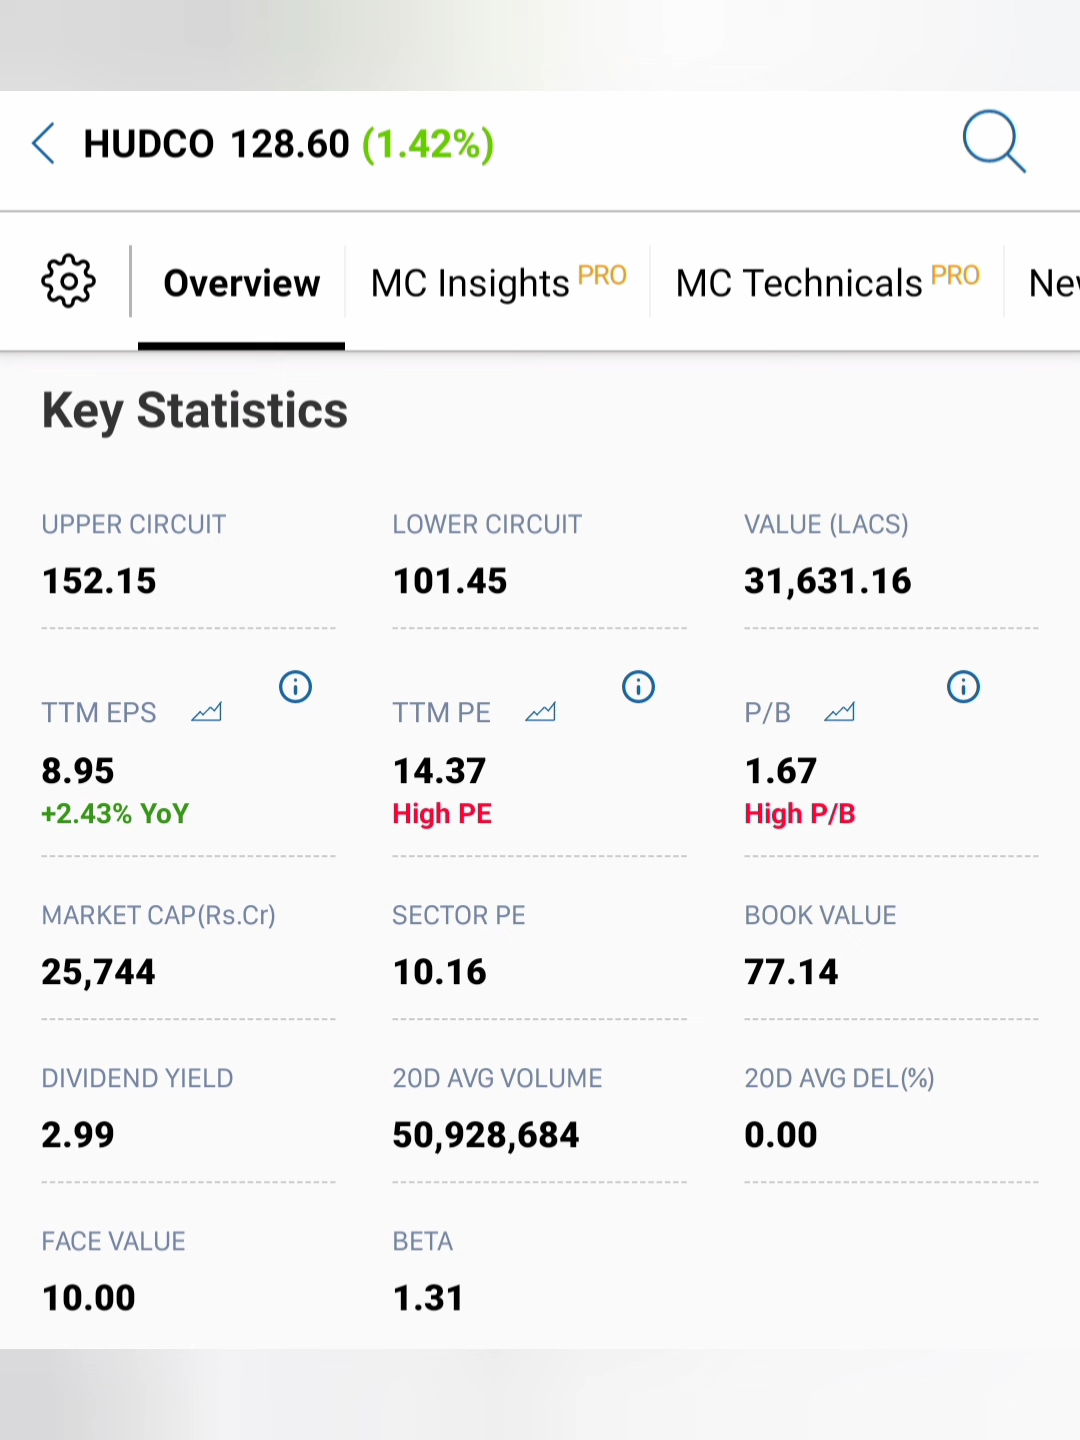 HUDCO 128.60 (1.42%)
Overview MC Insights PRO MC Technicals PRO
Key Statistics
UPPER CIRCUIT LOWER CIRCUIT VALUE (LACS)
152.15 101.45 31,631.16
TTM EPS TTM PE P/B
8.95 14.37 1.67
+2.43% YoY High PE High P/B
MARKET CAP(Rs.Cr) SECTOR PE BOOK VALUE
25,744 10.16 77.14
DIVIDEND YIELD 20D AVG VOLUME 20D AVG DEL(%)
2.99 50,928,684 0.00
FACE VALUE BETA
10.00 1.31